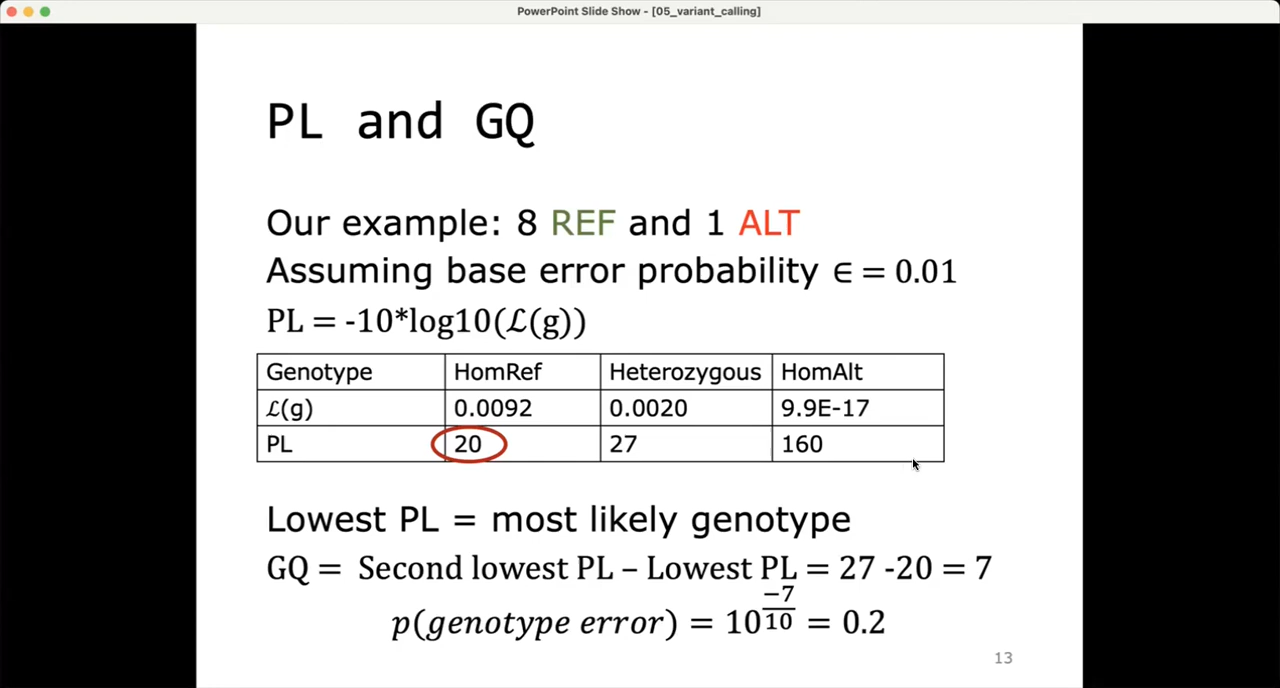 PowerPoint Slide Show - [05_variant_calling]
PL and GQ
Our example: 8 REF and 1 ALT
Assuming base error probability ∈ = 0.01
PL = -10*log10(ℒ(g))
Genotype HomRef Heterozygous HomAlt
ℒ(g) 0.0092 0.0020 9.9E-17
PL 20 27 160
Lowest PL = most likely genotype
GQ = Second lowest PL – Lowest PL = 27 -20 = 7
p(genotype error) = 10^(−7/10) = 0.2
13